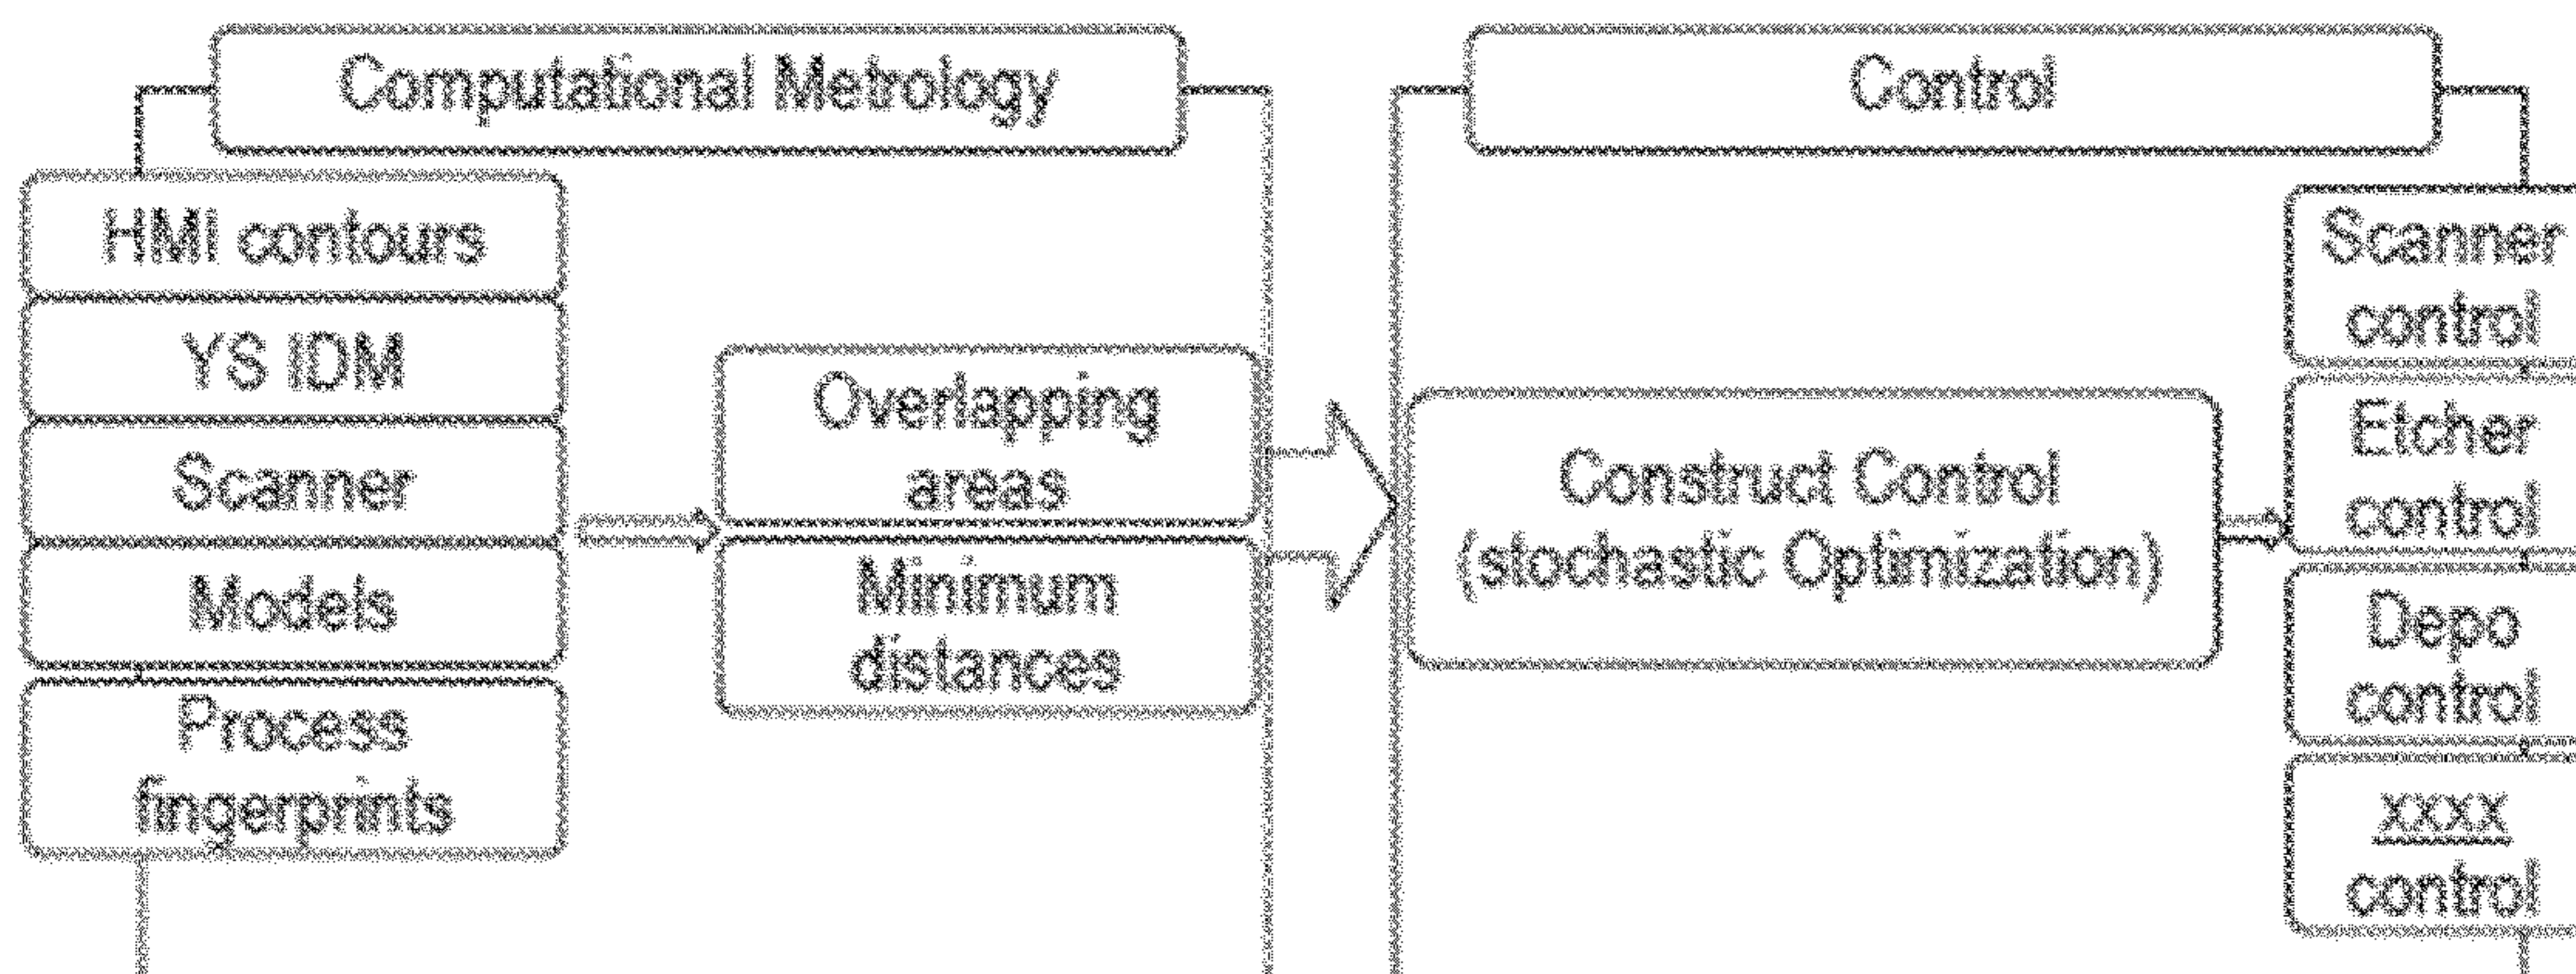 Computational Metrology
Control
HMI contours
YS IDM
Scanner
Models
Process
fingerprints
Overlapping
areas
Minimum
distances
Construct Control
(stochastic Optimization)
Scanner
control
Etcher
control
Depo
control
xxxx
control